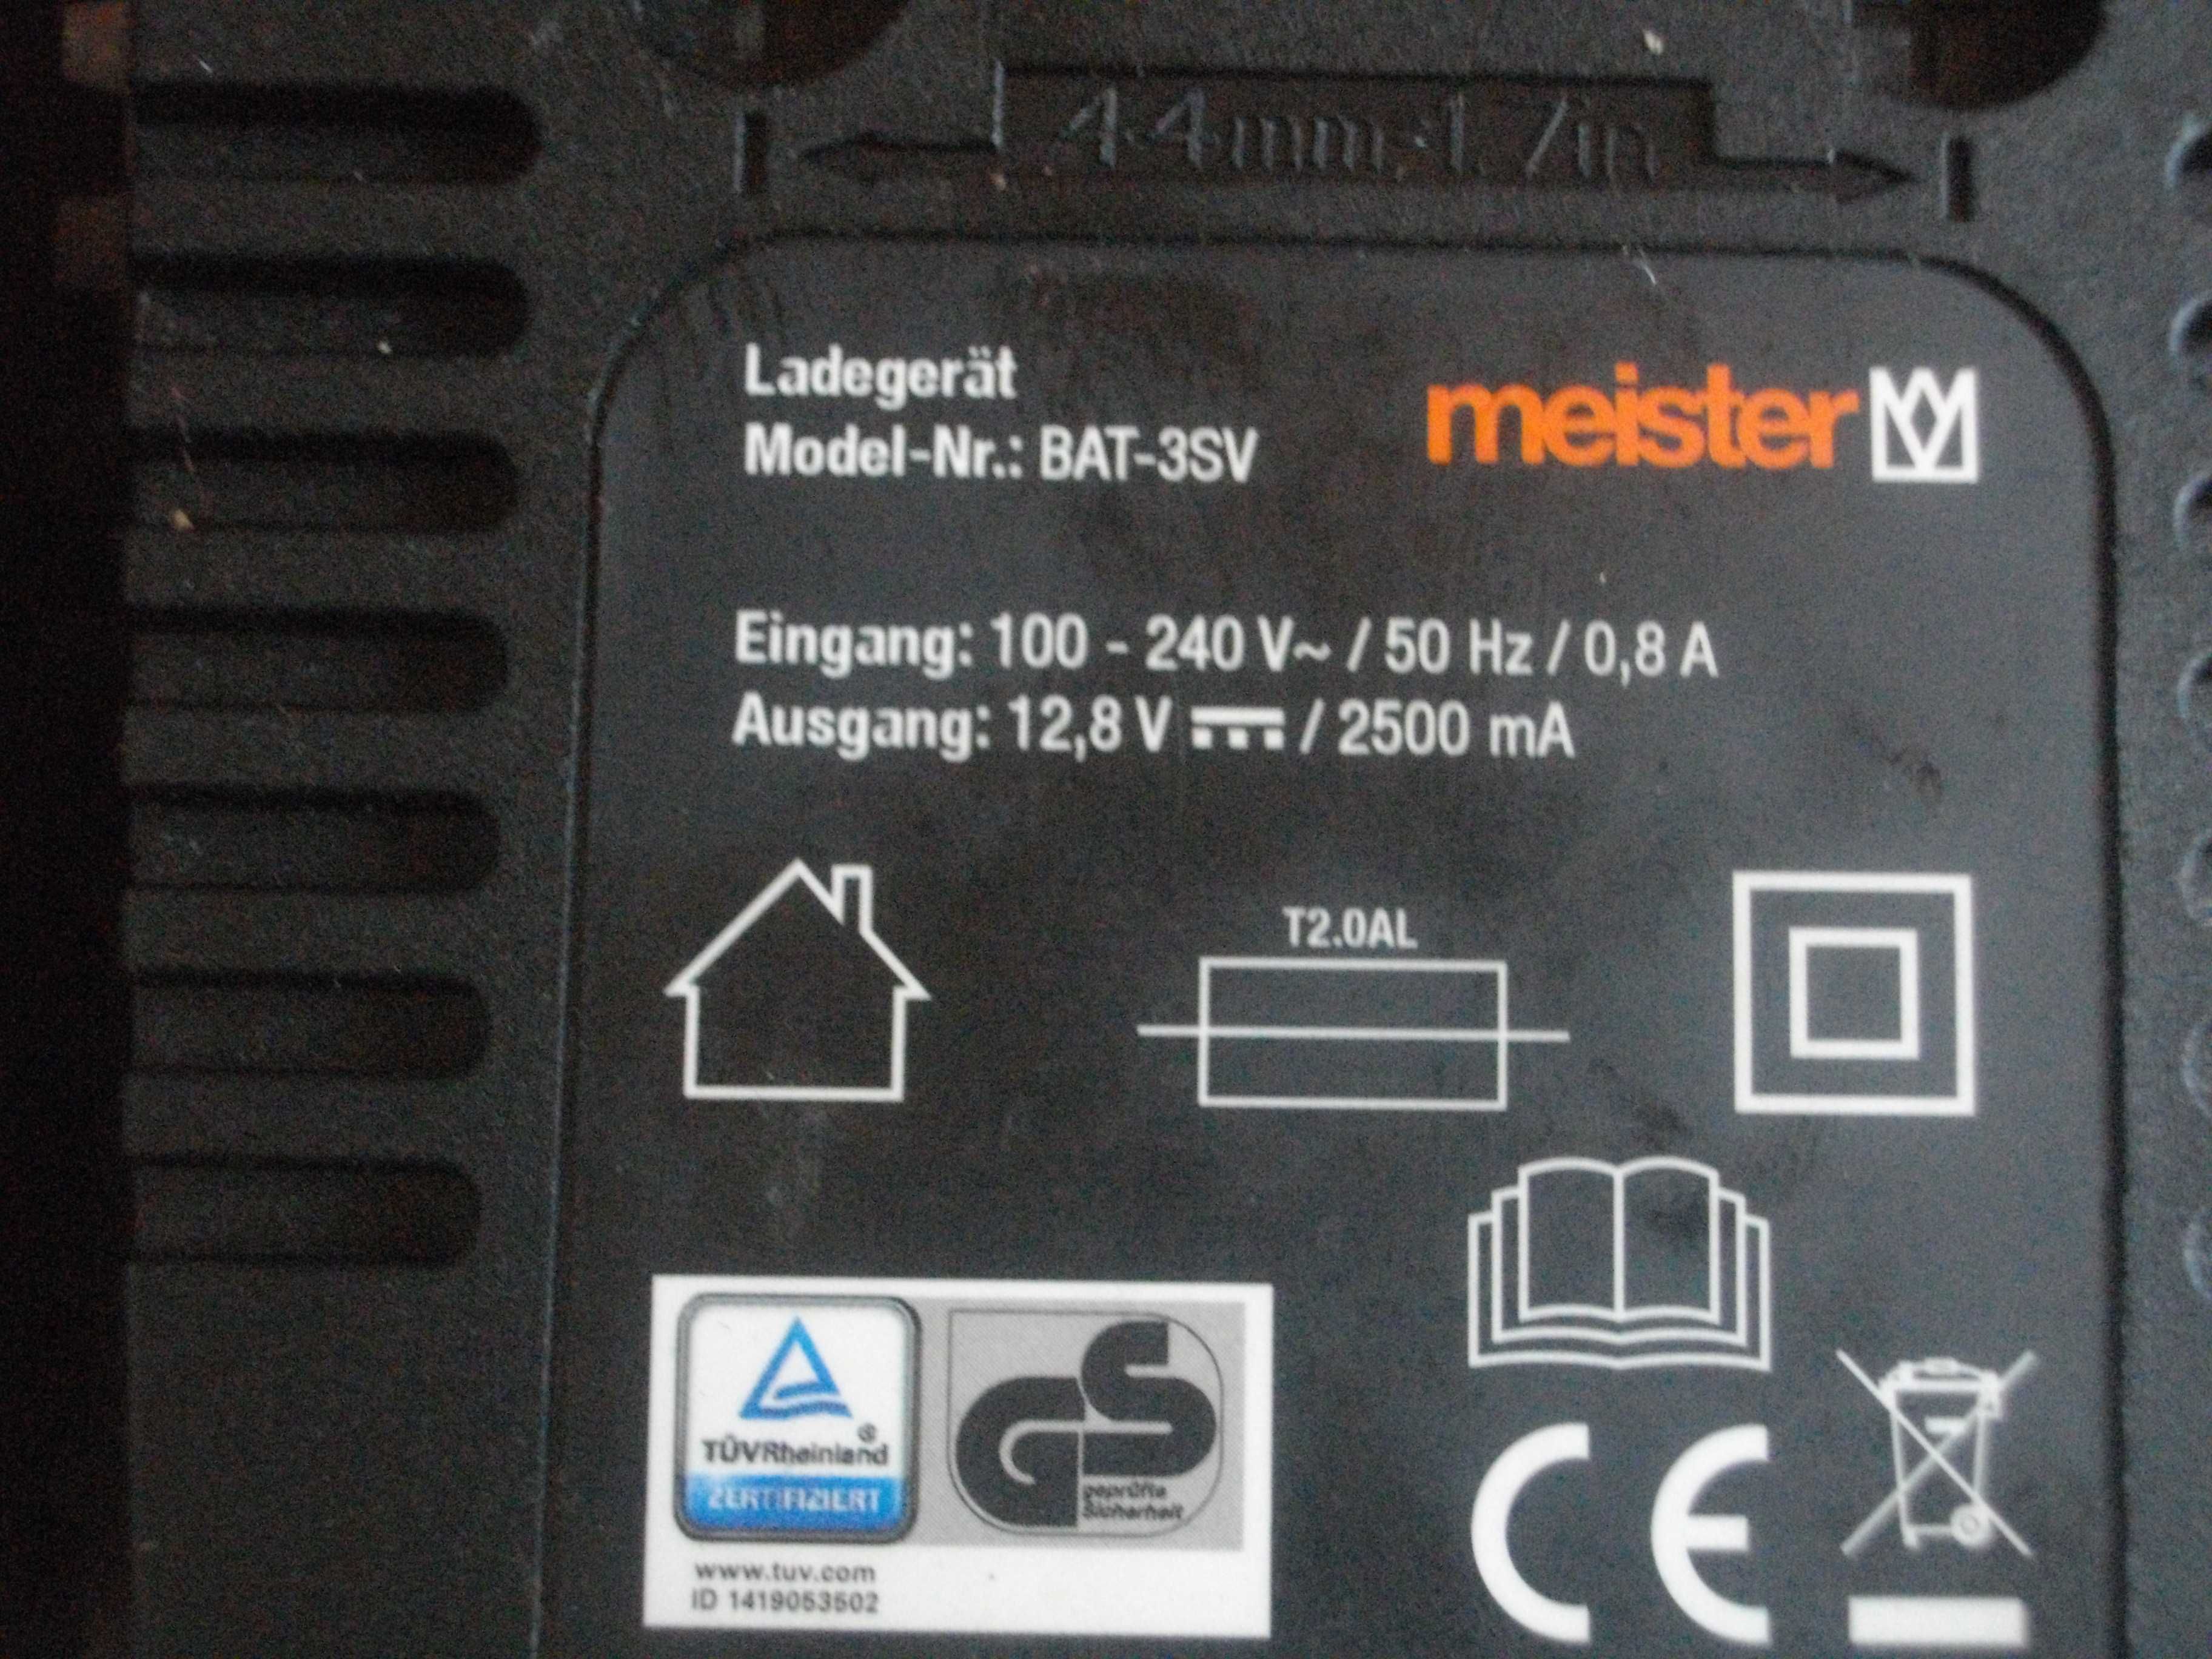 44mm·1.7in
Ladegerät
Model-Nr.: BAT-3SV
meister
Eingang: 100 - 240 V~ / 50 Hz / 0,8 A
Ausgang: 12,8 V ⎓ / 2500 mA
T2.0AL
TÜVRheinland ®
ZERTIFIZIERT
GS
geprüfte
Sicherheit
www.tuv.com
ID 1419053502
CE